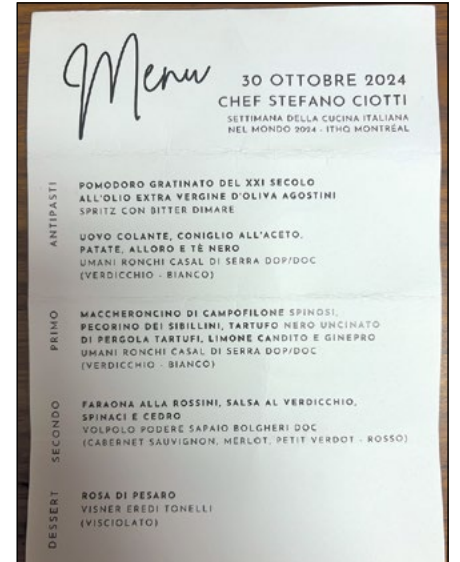 Menu
30 OTTOBRE 2024
CHEF STEFANO CIOTTI
SETTIMANA DELLA CUCINA ITALIANA
NEL MONDO 2024 - ITHQ MONTRÉAL
ANTIPASTI
POMODORO GRATINATO DEL XXI SECOLO
ALL'OLIO EXTRA VERGINE D'OLIVA AGOSTINI
SPRITZ CON BITTER DIMARE
UOVO COLANTE, CONIGLIO ALL'ACETO,
PATATE, ALLORO E TÈ NERO
UMANI RONCHI CASAL DI SERRA DOP/DOC
(VERDICCHIO - BIANCO)
PRIMO
MACCHERONCINO DI CAMPOFILONE SPINOSI,
PECORINO DEI SIBILLINI, TARTUFO NERO UNCINATO
DI PERGOLA TARTUFI, LIMONE CANDITO E GINEPRO
UMANI RONCHI CASAL DI SERRA DOP/DOC
(VERDICCHIO - BIANCO)
SECONDO
FARAONA ALLA ROSSINI, SALSA AL VERDICCHIO,
SPINACI E CEDRO
VOLPOLO PODERE SAPAIO BOLGHERI DOC
(CABERNET SAUVIGNON, MERLOT, PETIT VERDOT - ROSSO)
DESSERT
ROSA DI PESARO
VISNER EREDI TONELLI
(VISCIOLATO)